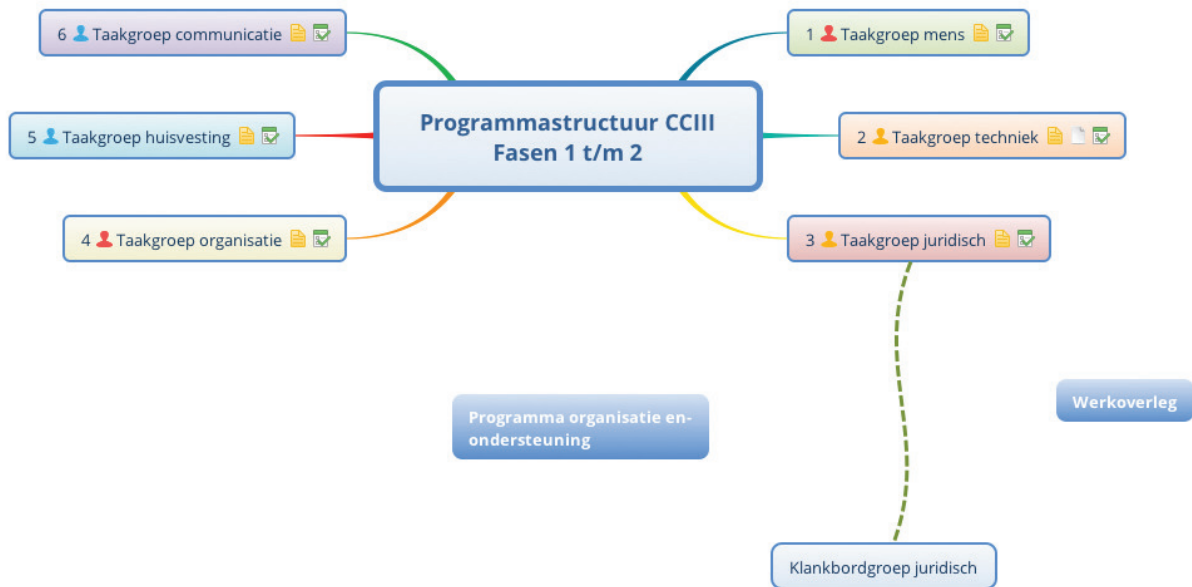 Programmastructuur CCIII
Fasen 1 t/m 2
1 Taakgroep mens
2 Taakgroep techniek
3 Taakgroep juridisch
4 Taakgroep organisatie
5 Taakgroep huisvesting
6 Taakgroep communicatie
Programma organisatie en-
ondersteuning
Werkoverleg
Klankbordgroep juridisch